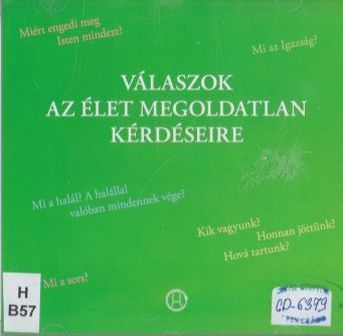 Miért engedi meg
Isten mindezt?
Mi az Igazság?
VÁLASZOK
AZ ÉLET MEGOLDATLAN
KÉRDÉSEIRE
Mi a halál? A halállal
valóban mindennek vége?
Kik vagyunk?
Honnan jöttünk?
Hová tartunk?
Mi a sors?
H
B57
CD-6379